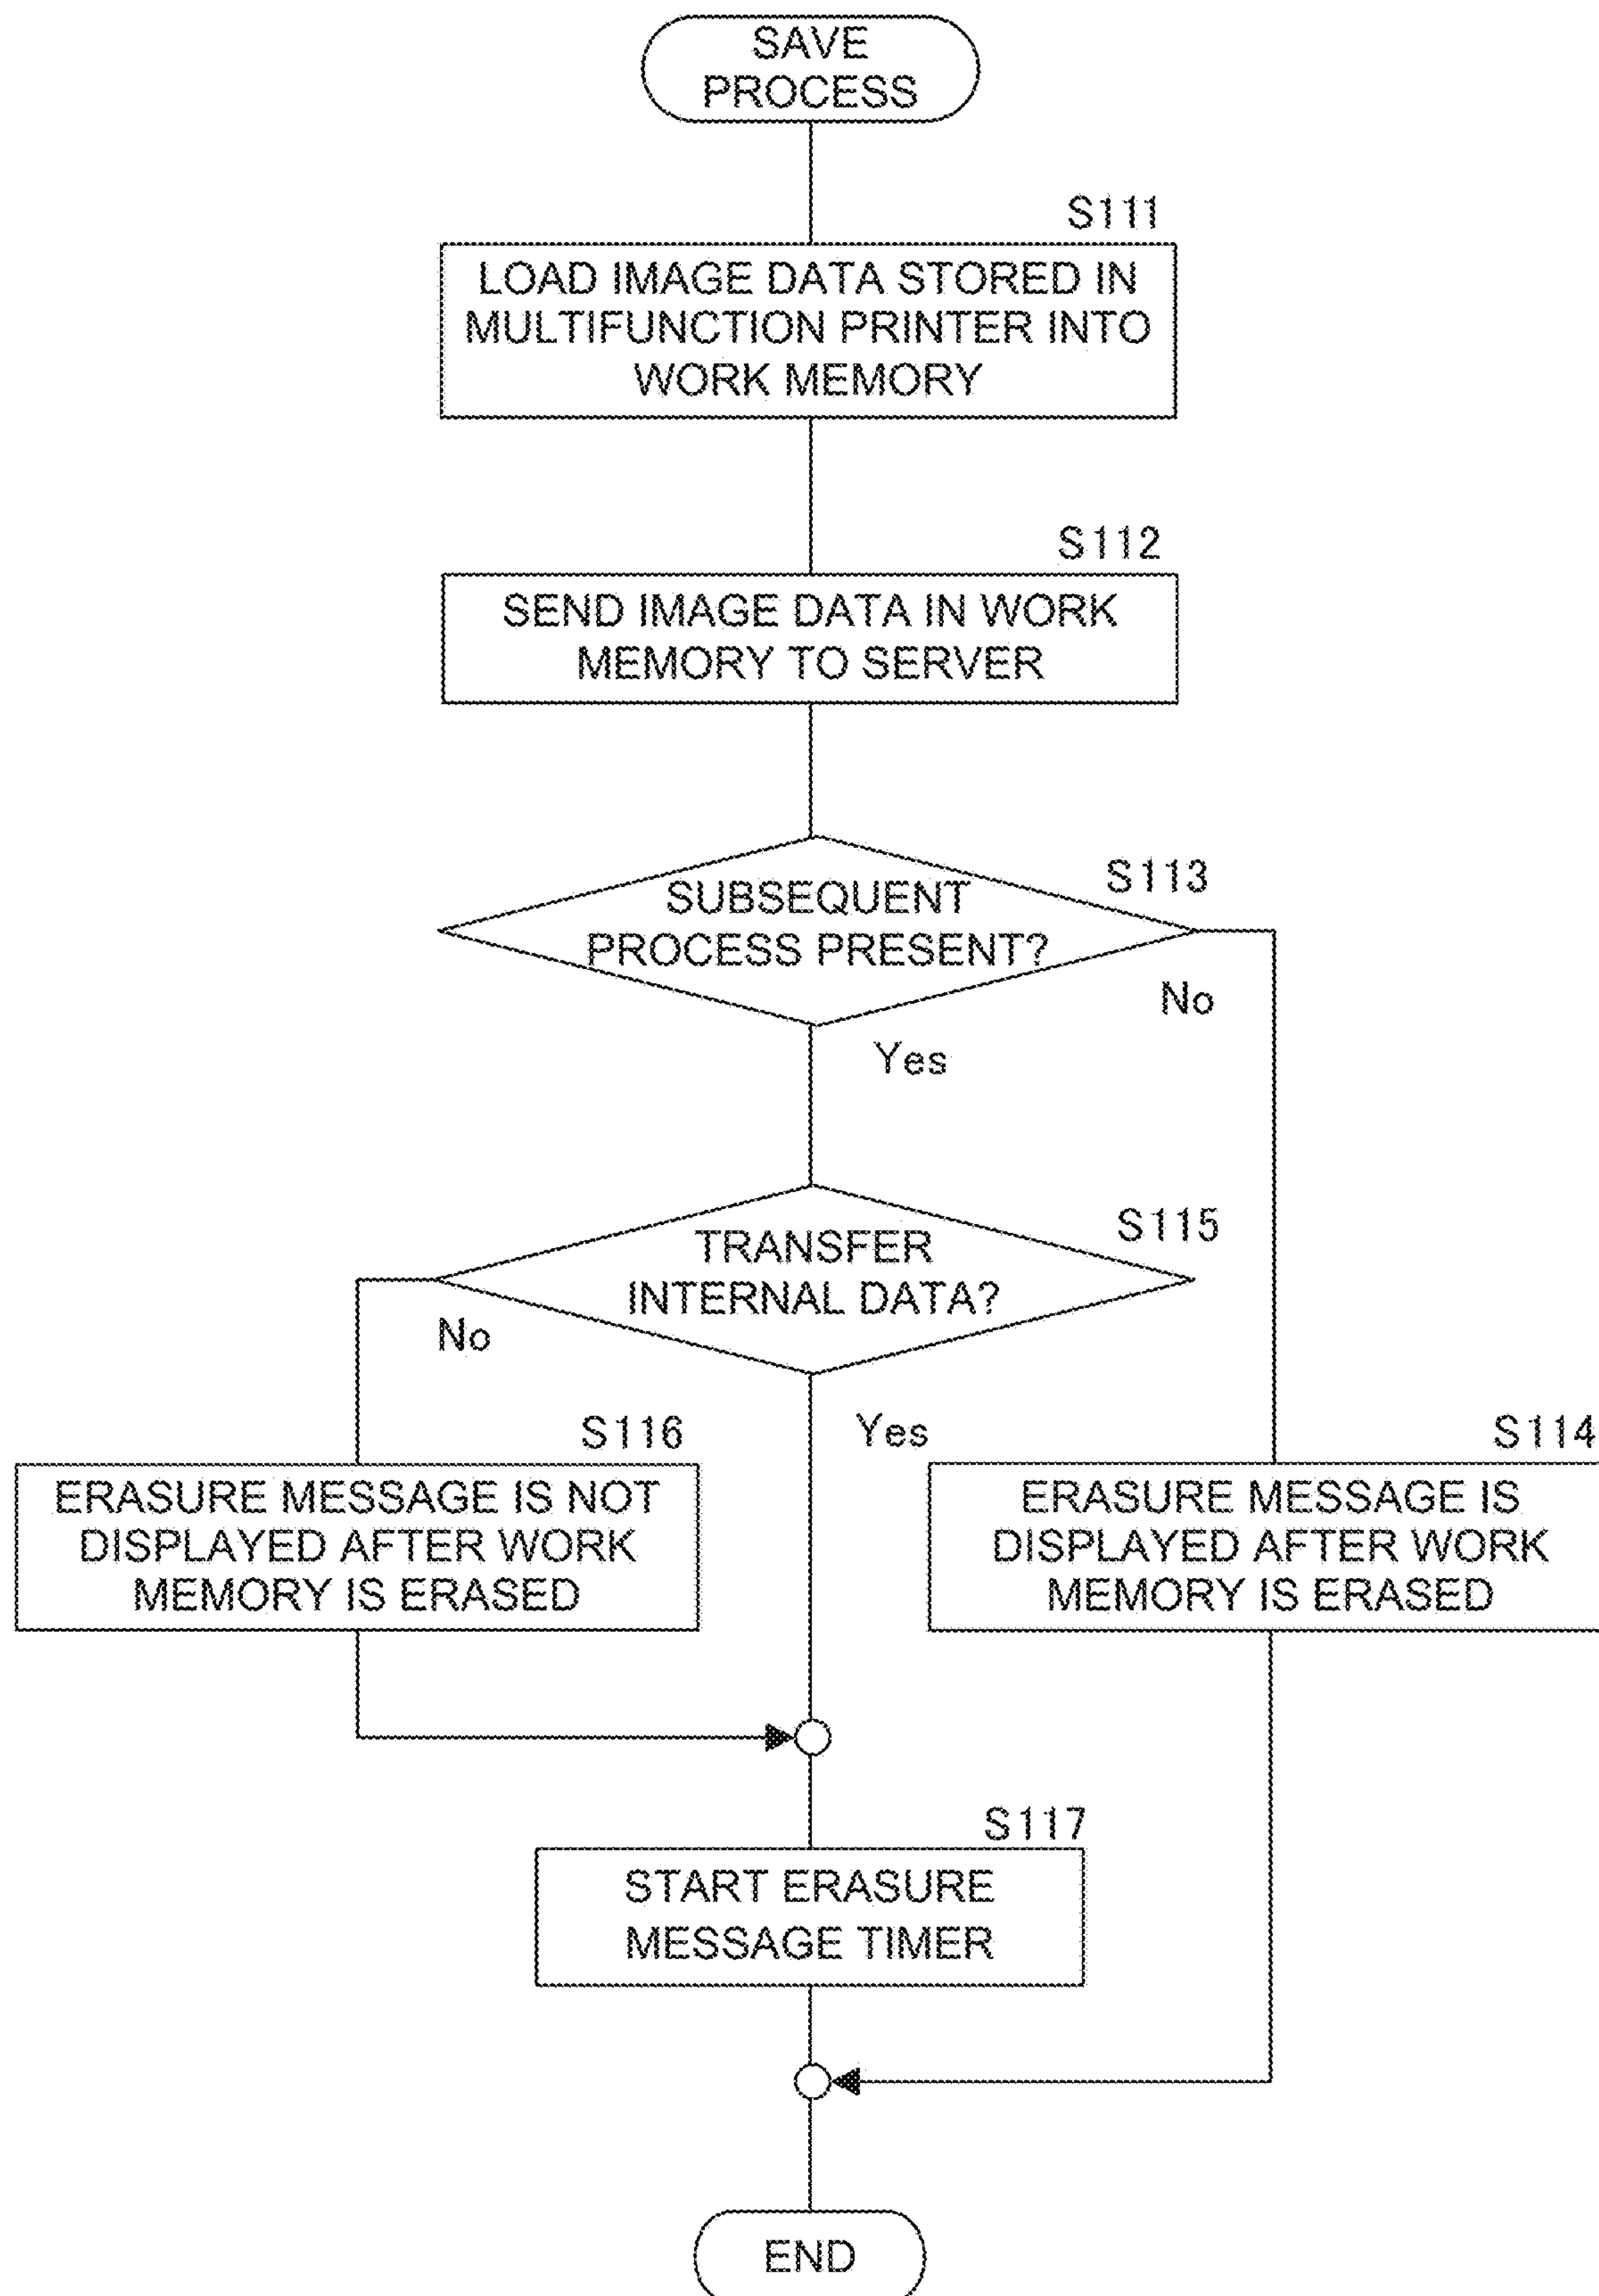 SAVE
PROCESS
S111
LOAD IMAGE DATA STORED IN
MULTIFUNCTION PRINTER INTO
WORK MEMORY
S112
SEND IMAGE DATA IN WORK
MEMORY TO SERVER
S113
SUBSEQUENT
PROCESS PRESENT?
No
Yes
S115
TRANSFER
INTERNAL DATA?
No
Yes
S116
ERASURE MESSAGE IS NOT
DISPLAYED AFTER WORK
MEMORY IS ERASED
S114
ERASURE MESSAGE IS
DISPLAYED AFTER WORK
MEMORY IS ERASED
S117
START ERASURE
MESSAGE TIMER
END